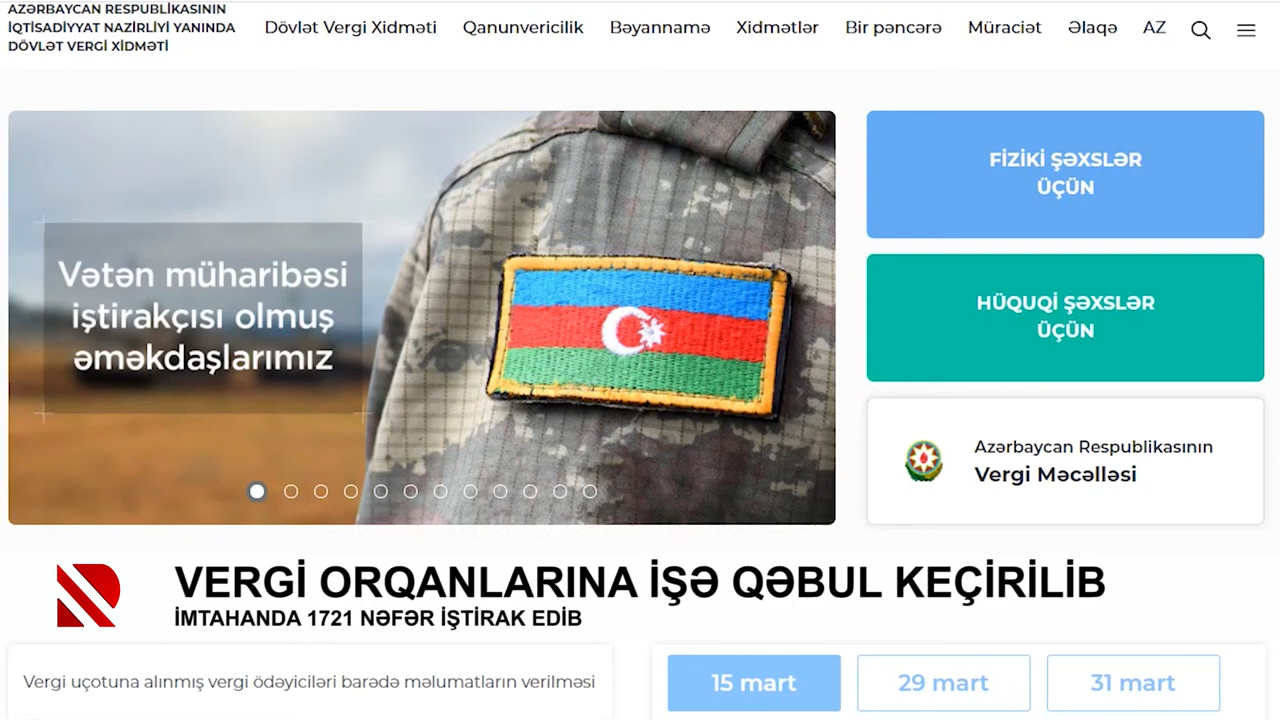 AZƏRBAYCAN RESPUBLİKASININ
İQTİSADİYYAT NAZİRLİYİ YANINDA
DÖVLƏT VERGİ XİDMƏTİ
Dövlət Vergi Xidməti Qanunvericilik Bəyannamə Xidmətlər Bir pəncərə Müraciət Əlaqə AZ
Vətən müharibəsi
iştirakçısı olmuş
əməkdaşlarımız
FİZİKİ ŞƏXSLƏR
ÜÇÜN
HÜQUQİ ŞƏXSLƏR
ÜÇÜN
Azərbaycan Respublikasının
Vergi Məcəlləsi
VERGİ ORQANLARINA İŞƏ QƏBUL KEÇİRİLİB
İMTAHANDA 1721 NƏFƏR İŞTİRAK EDİB
Vergi uçotuna alınmış vergi ödəyiciləri barədə məlumatların verilməsi
15 mart 29 mart 31 mart